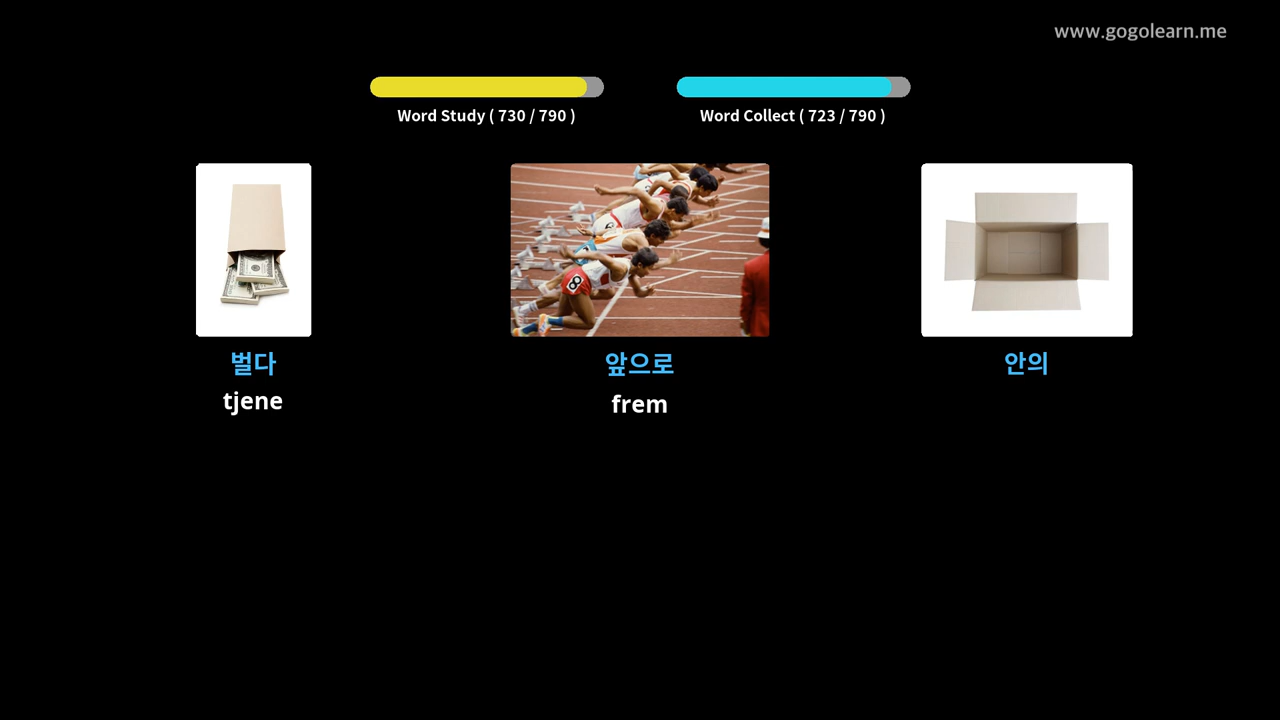 www.gogolearn.me
Word Study ( 730 / 790 )
Word Collect ( 723 / 790 )
벌다
앞으로
안의
tjene
frem